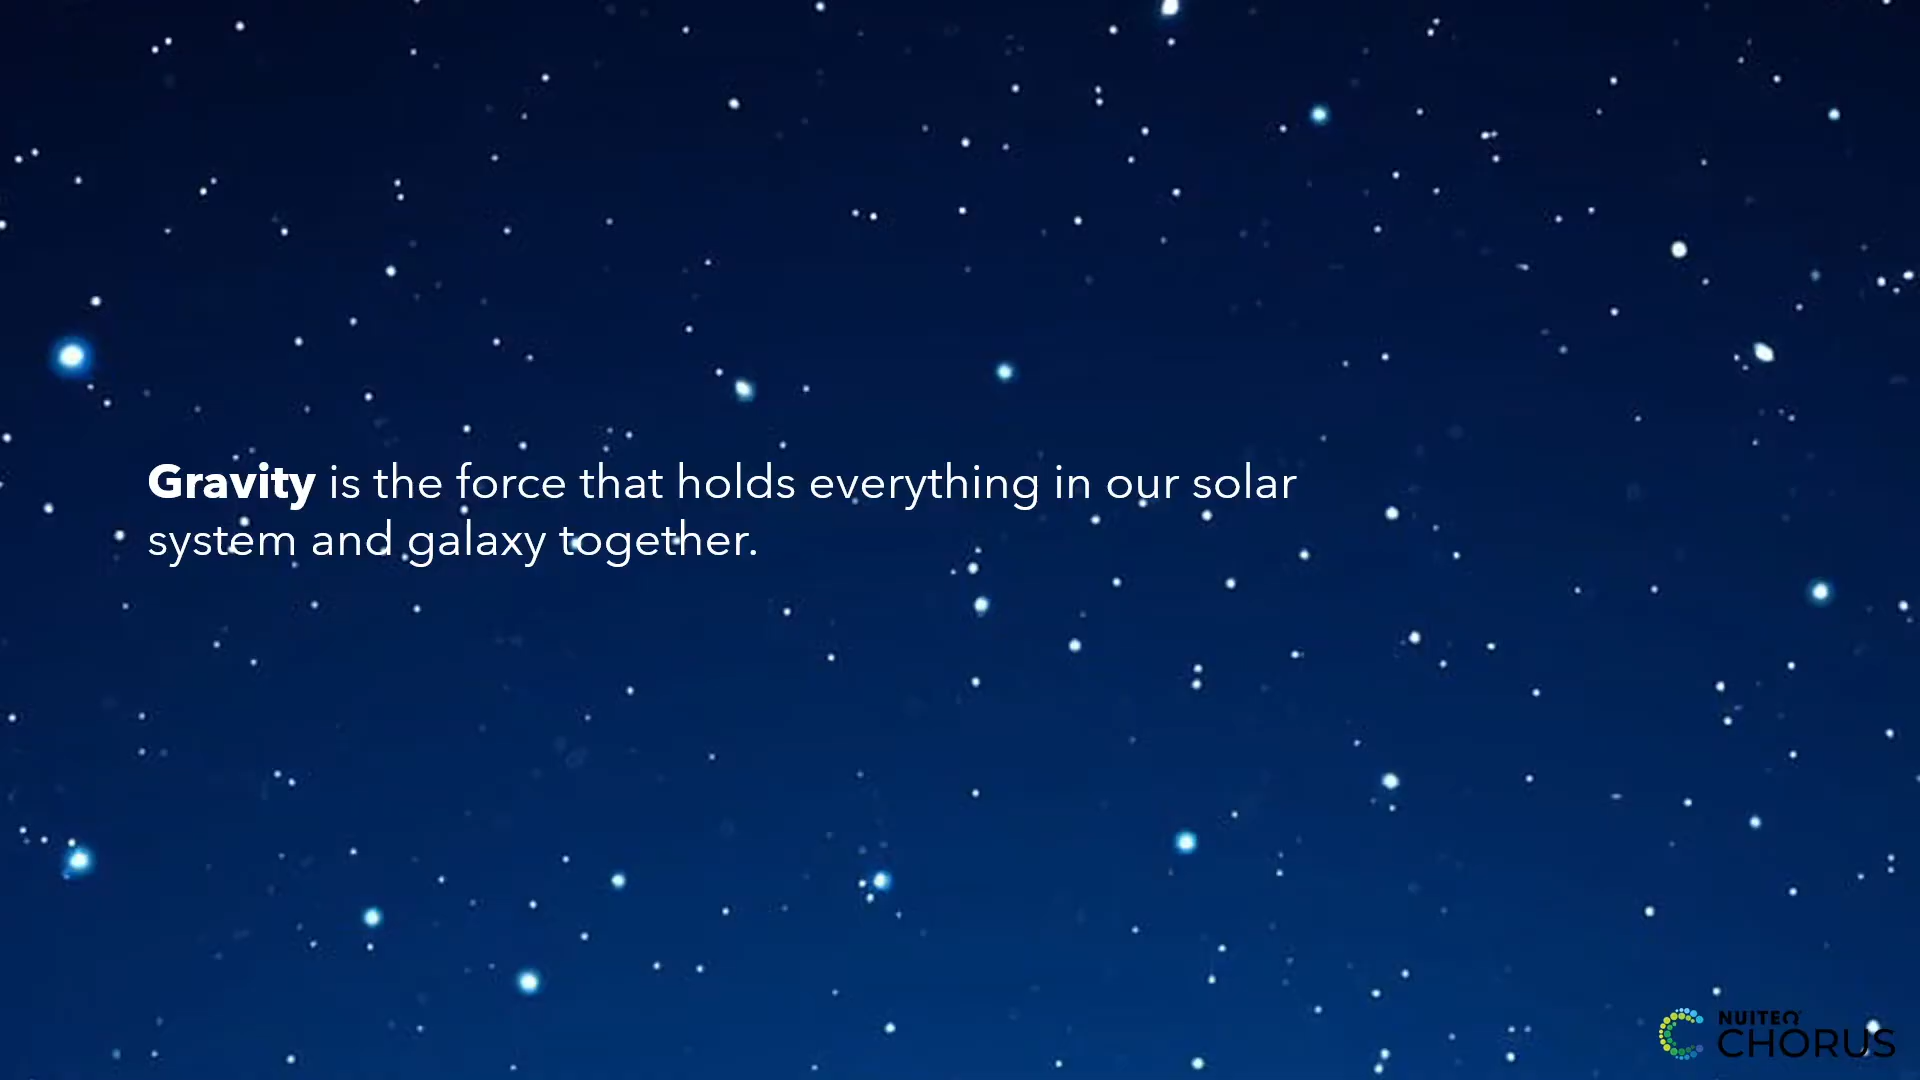 Gravity is the force that holds everything in our solar
system and galaxy together.
NUITEQ
CHORUS